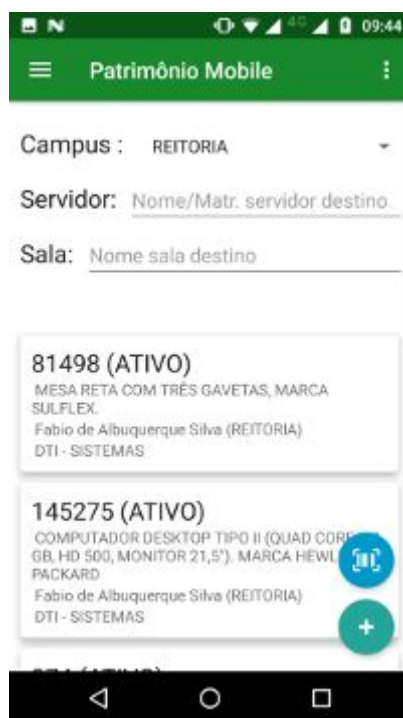 4G 09:44
Patrimônio Mobile
Campus : REITORIA
Servidor: Nome/Matr. servidor destino
Sala: Nome sala destino
81498 (ATIVO)
MESA RETA COM TRÊS GAVETAS, MARCA
SULFLEX.
Fabio de Albuquerque Silva (REITORIA)
DTI - SISTEMAS
145275 (ATIVO)
COMPUTADOR DESKTOP TIPO II (QUAD CORE
GB, HD 500, MONITOR 21,5"). MARCA
PACKARD
Fabio de Albuquerque Silva (REITORIA)
DTI - SISTEMAS